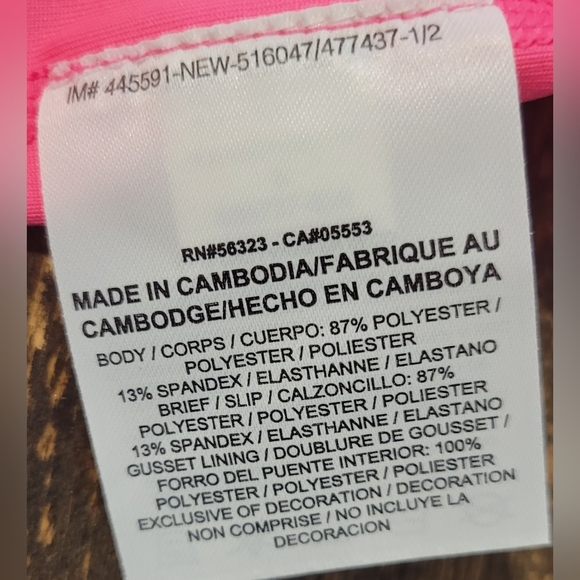 IM# 445591-NEW-516047/477437-1/2
RN#56323 - CA#05553
MADE IN CAMBODIA/FABRIQUE AU
CAMBODGE/HECHO EN CAMBOYA
BODY / CORPS / CUERPO: 87% POLYESTER /
POLYESTER / POLIESTER
13% SPANDEX / ELASTHANNE / ELASTANO
BRIEF / SLIP / CALZONCILLO: 87%
POLYESTER / POLYESTER / POLIESTER
13% SPANDEX / ELASTHANNE / ELASTANO
GUSSET LINING / DOUBLURE DE GOUSSET /
FORRO DEL PUENTE INTERIOR: 100%
POLYESTER / POLYESTER / POLIESTER
EXCLUSIVE OF DECORATION / DECORATION
NON COMPRISE / NO INCLUYE LA
DECORACION